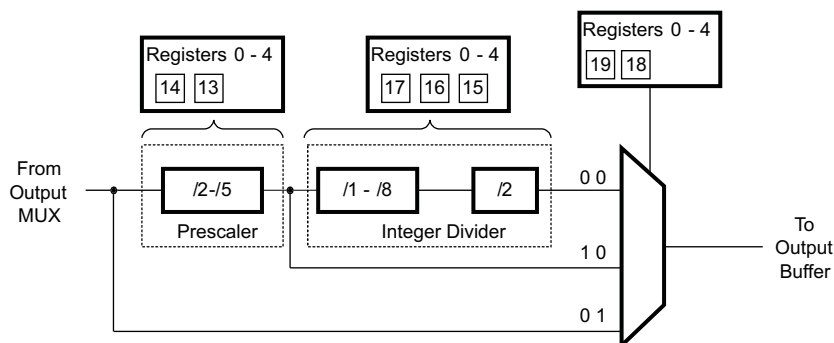 Registers 0 - 4
14 13
Registers 0 - 4
17 16 15
Registers 0 - 4
19 18
From
Output
MUX
/2-/5
Prescaler
/1 - /8
/2
Integer Divider
0 0
1 0
0 1
To
Output
Buffer